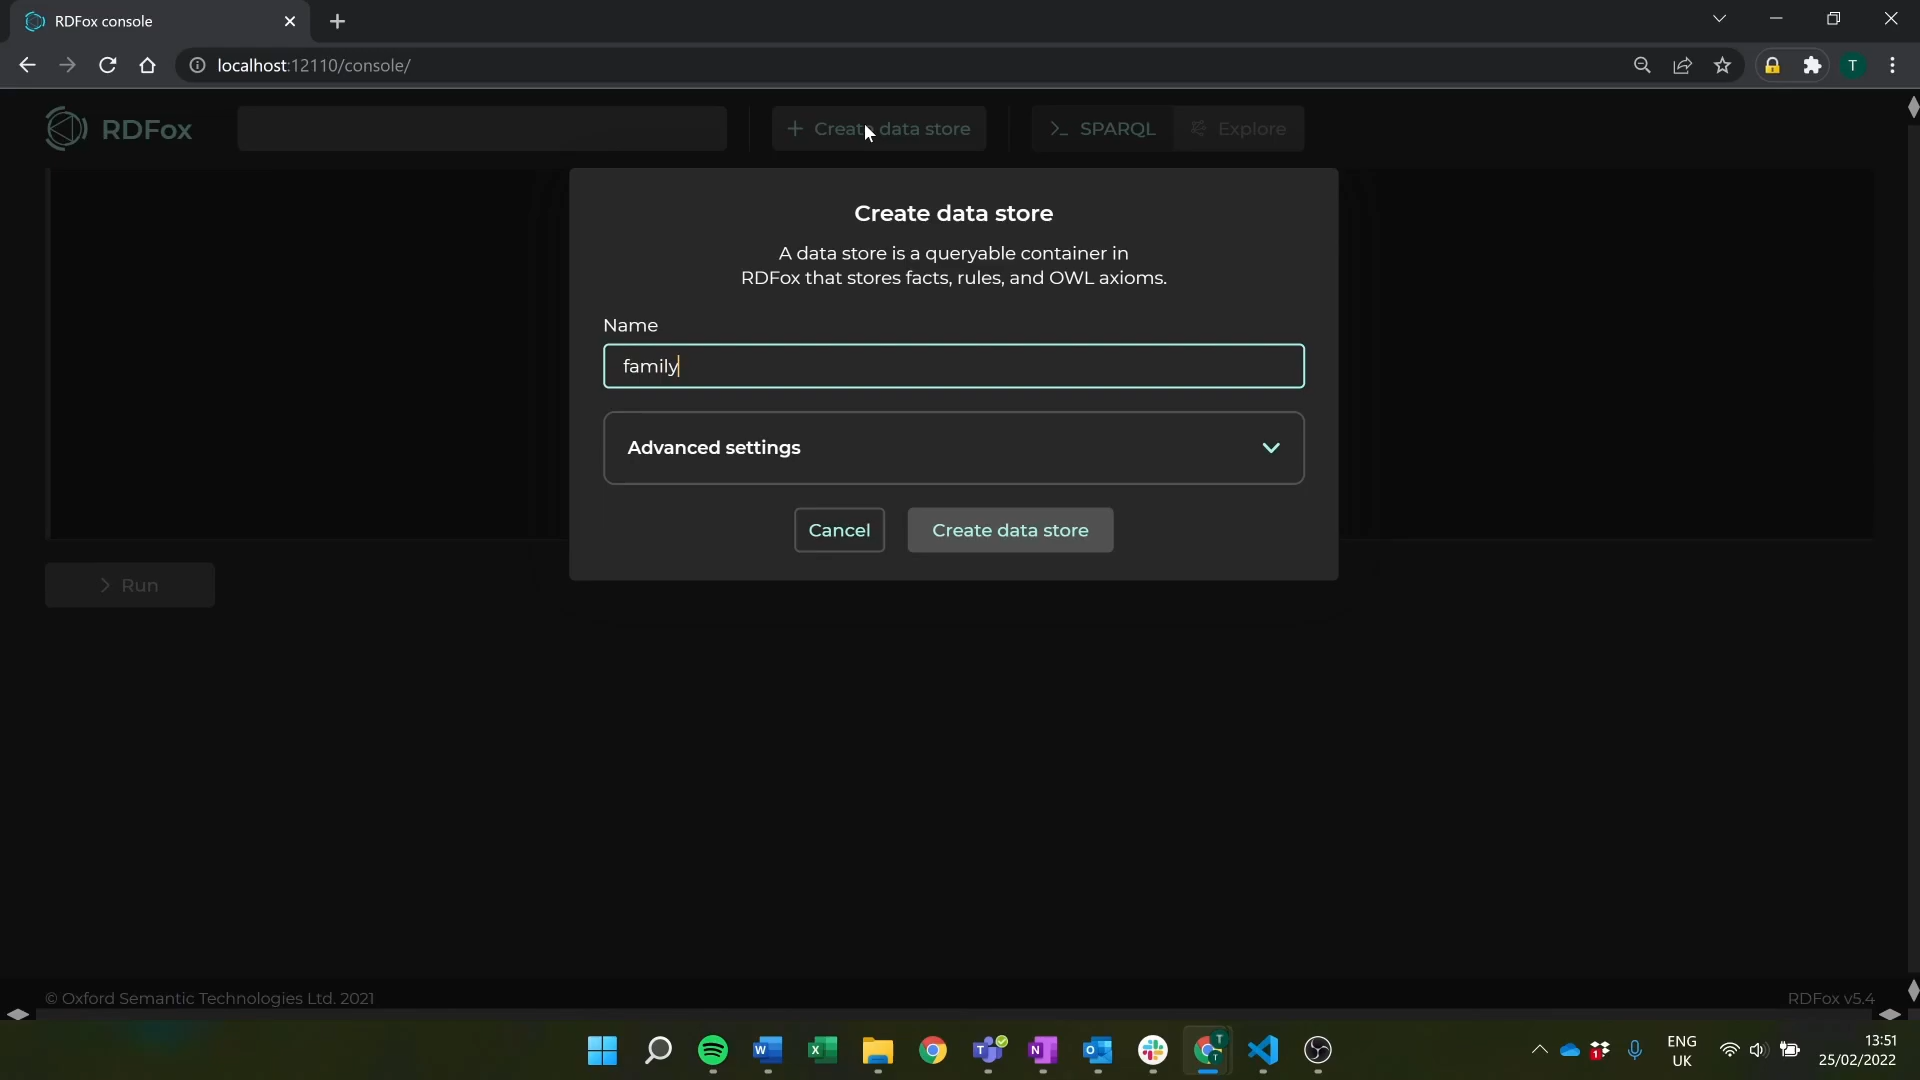 RDFox console
localhost:12110/console/
T
RDFox
Create data store
SPARQL
Explore
Create data store
A data store is a queryable container in
RDFox that stores facts, rules, and OWL axioms.
Name
family
Advanced settings
Cancel
Create data store
Run
© Oxford Semantic Technologies Ltd. 2021
RDFox v5.4
ENG
UK
13:51
25/02/2022